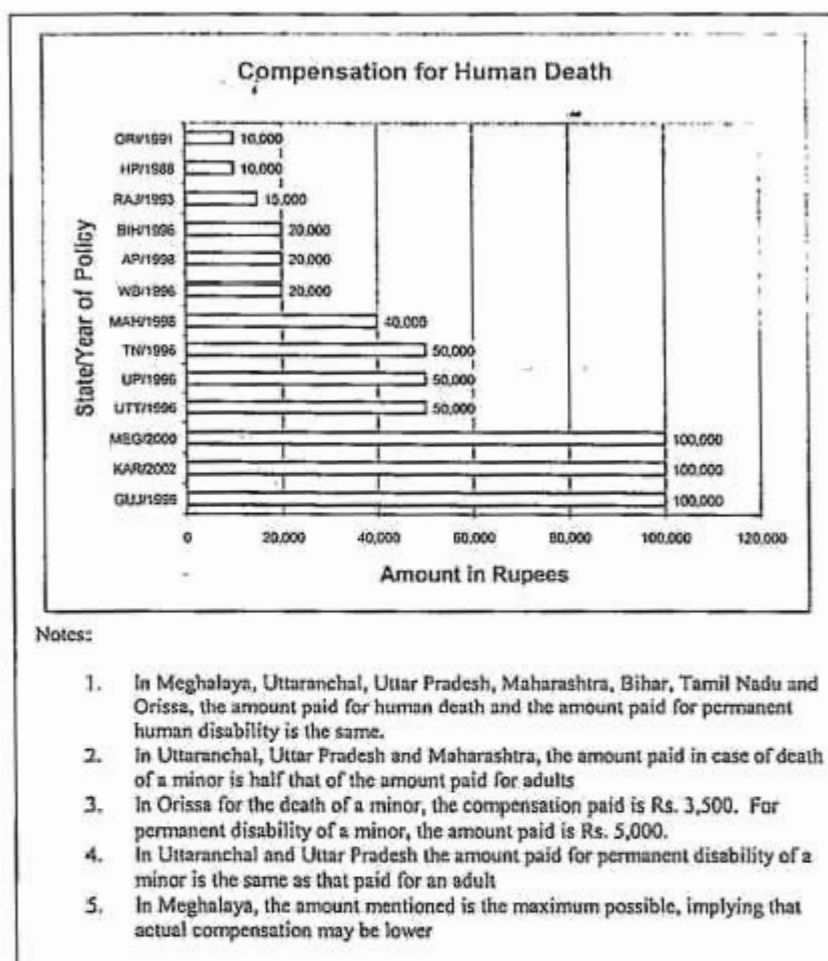 Compensation for Human Death
State/Year of Policy
ORI/1991 10,000
HP/1988 10,000
RAJ/1993 15,000
BIH/1996 20,000
AP/1998 20,000
WB/1996 20,000
MAH/1998 40,000
TN/1996 50,000
UP/1996 50,000
UTT/1996 50,000
MEG/2000 100,000
KAR/2002 100,000
100,000
0 20,000 40,000 60,000 80,000 100,000 120,000
Amount in Rupees
Notes:
1. In Meghalaya, Uttaranchal, Uttar Pradesh, Maharashtra, Bihar, Tamil Nadu and
Orissa, the amount paid for human death and the amount paid for permanent
human disability is the same.
2. In Uttaranchal, Uttar Pradesh and Maharashtra, the amount paid in case of death
of a minor is half that of the amount paid for adults
3. In Orissa for the death of a minor, the compensation paid is Rs. 3,500. For
permanent disability of a minor, the amount paid is Rs. 5,000.
4. In Uttaranchal and Uttar Pradesh the amount paid for permanent disability of a
minor is the same as that paid for an adult
5. In Meghalaya, the amount mentioned is the maximum possible, implying that
actual compensation may be lower